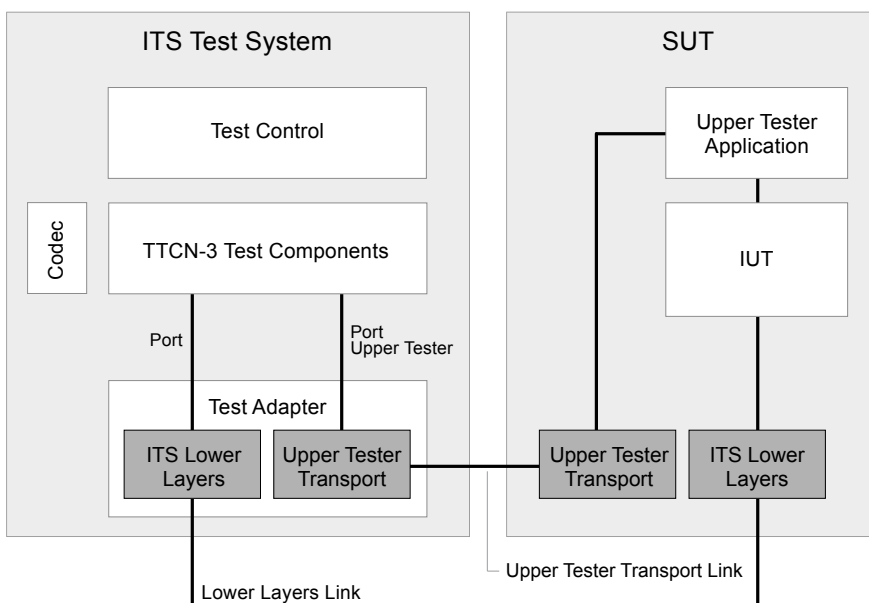 ITS Test System
SUT
Test Control
Upper Tester
Application
Codec
TTCN-3 Test Components
IUT
Port
Port
Upper Tester
Test Adapter
ITS Lower
Layers
Upper Tester
Transport
Upper Tester
Transport
ITS Lower
Layers
Upper Tester Transport Link
Lower Layers Link